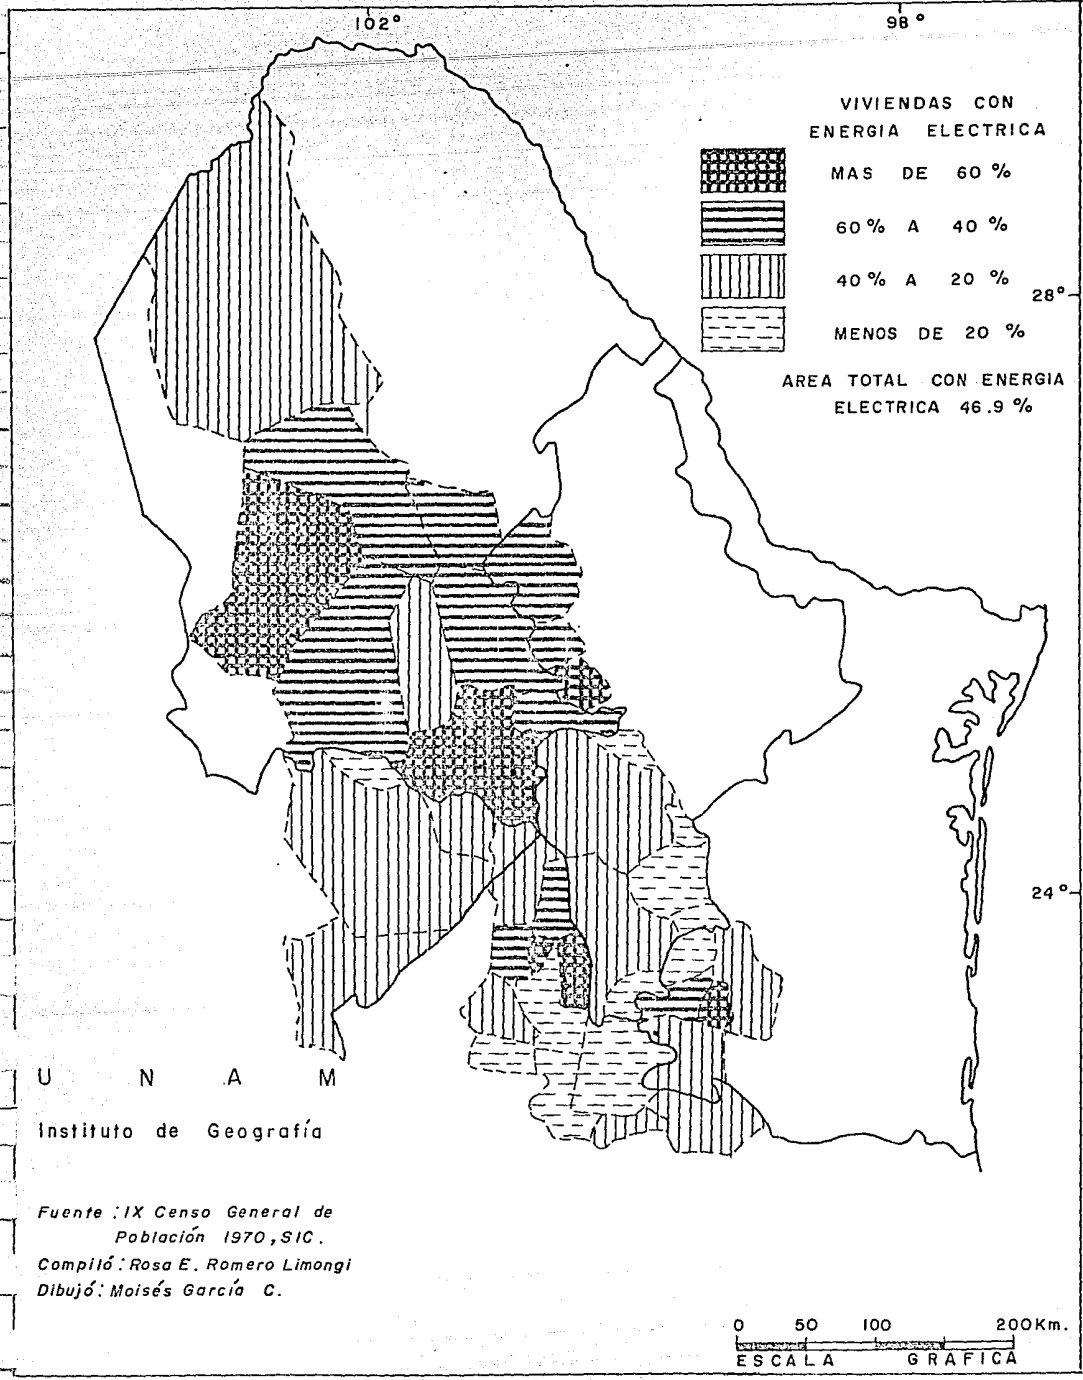 102°
98°
VIVIENDAS CON
ENERGIA ELECTRICA
MAS DE 60 %
60 % A 40 %
40 % A 20 %
28°
MENOS DE 20 %
AREA TOTAL CON ENERGIA
ELECTRICA 46.9 %
24°
U N A M
Instituto de Geografía
Fuente : IX Censo General de
Población 1970, SIC.
Compiló: Rosa E. Romero Limongi
Dibujó: Moisés García C.
0 50 100 200 Km.
ESCALA GRAFICA